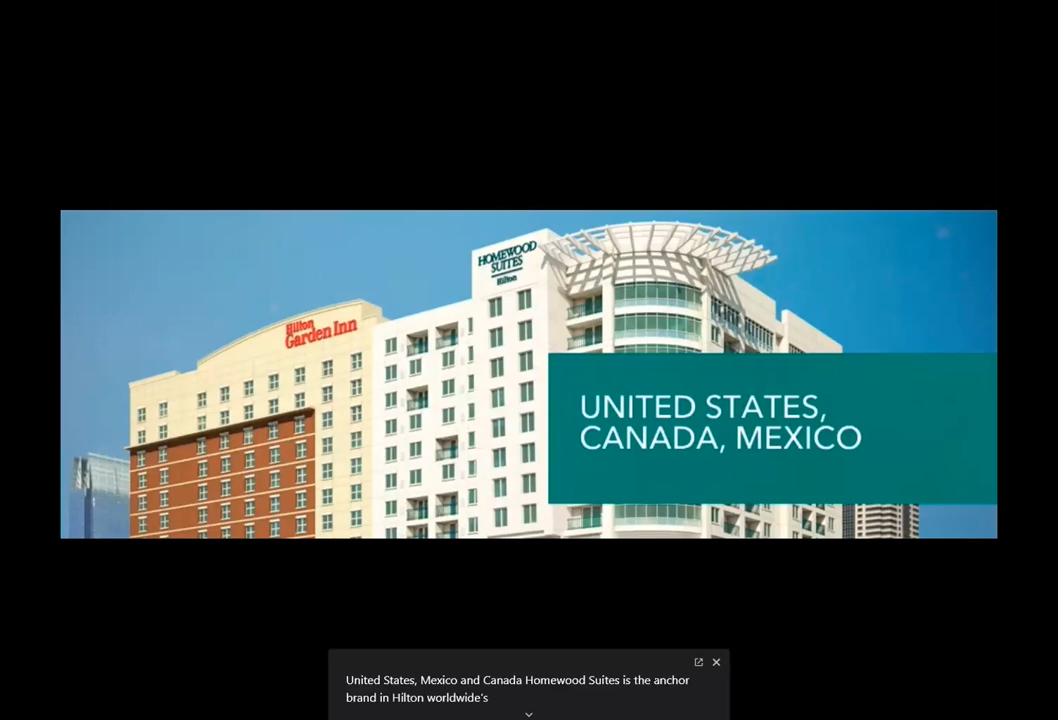 HOMEWOOD
SUITES
Hilton
Hilton
Garden Inn
UNITED STATES,
CANADA, MEXICO
United States, Mexico and Canada Homewood Suites is the anchor
brand in Hilton worldwide's